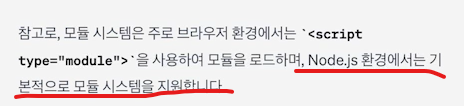 참고로, 모듈 시스템은 주로 브라우저 환경에서는 `<script
type="module">`을 사용하여 모듈을 로드하며, Node.js 환경에서는 기
본적으로 모듈 시스템을 지원합니다.